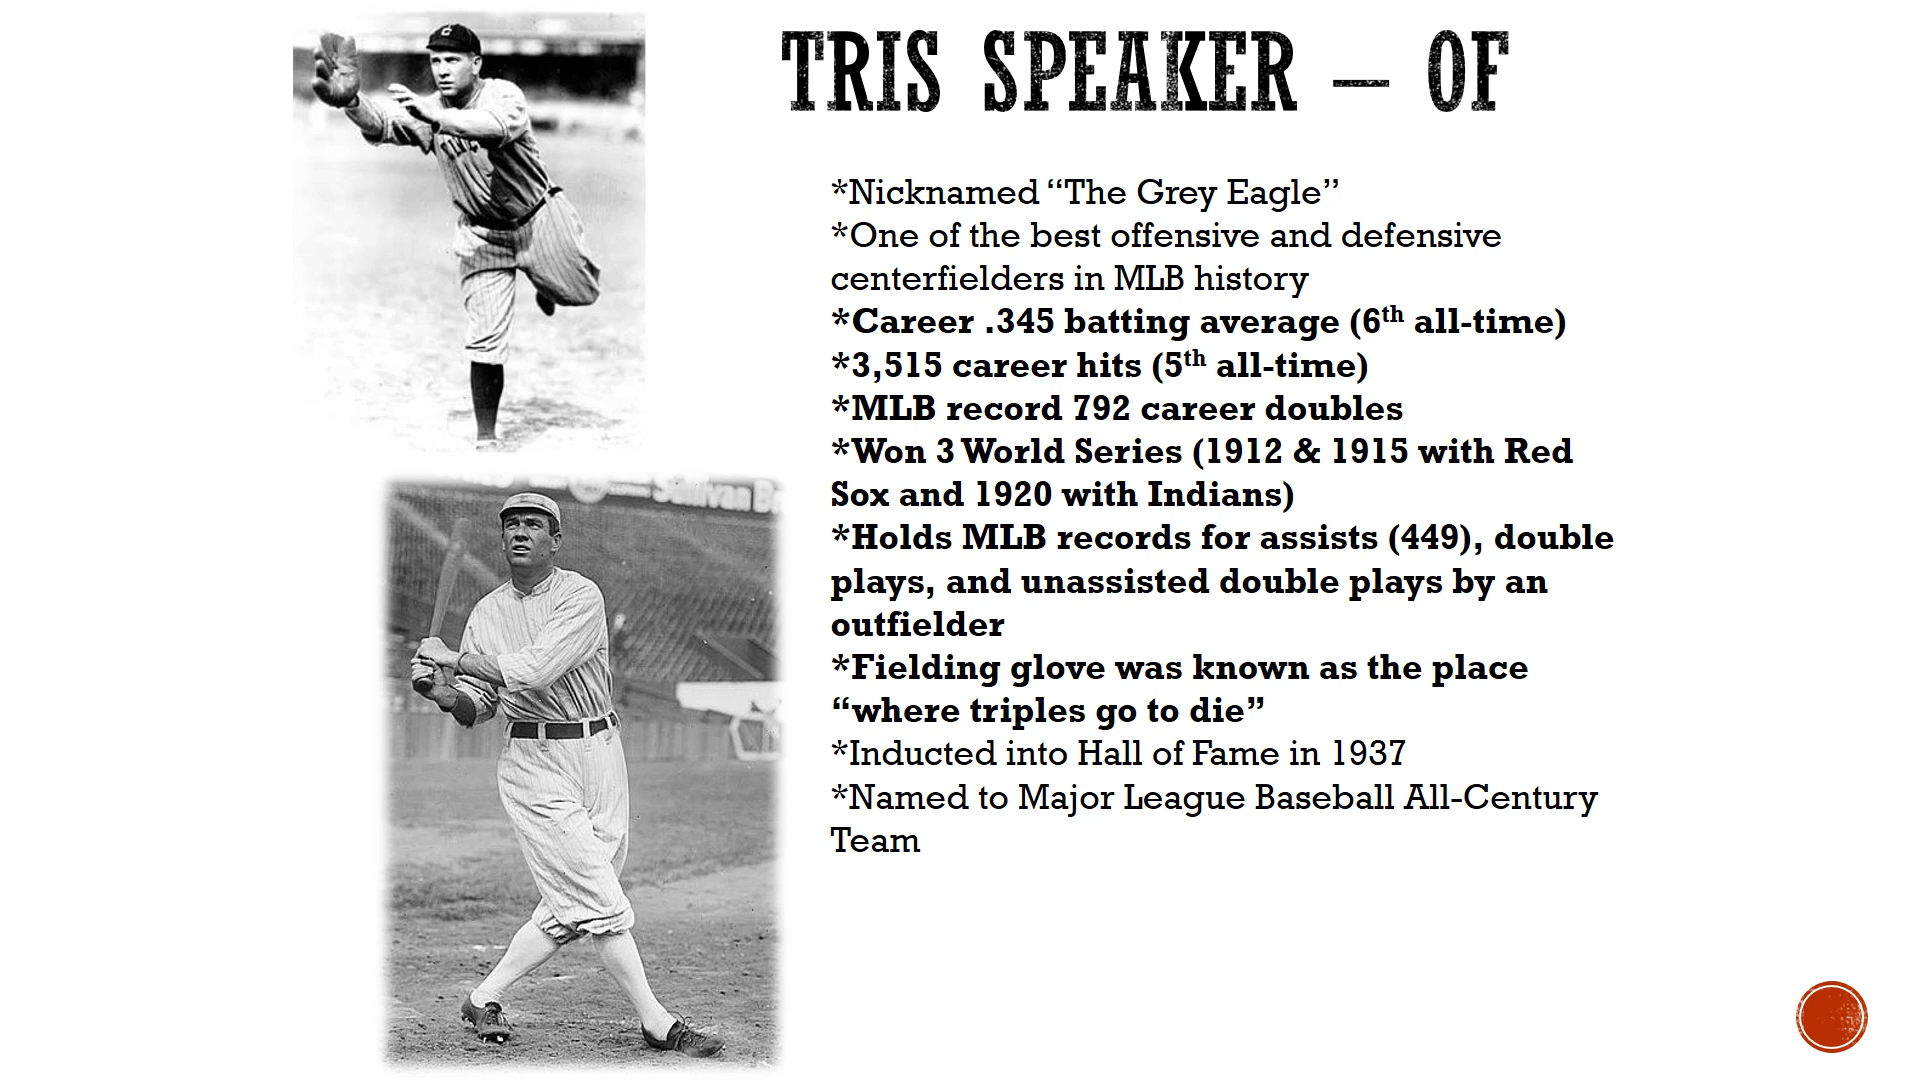 TRIS SPEAKER – OF
*Nicknamed “The Grey Eagle”
*One of the best offensive and defensive
centerfielders in MLB history
*Career .345 batting average (6th all-time)
*3,515 career hits (5th all-time)
*MLB record 792 career doubles
*Won 3 World Series (1912 & 1915 with Red
Sox and 1920 with Indians)
*Holds MLB records for assists (449), double
plays, and unassisted double plays by an
outfielder
*Fielding glove was known as the place
“where triples go to die”
*Inducted into Hall of Fame in 1937
*Named to Major League Baseball All-Century
Team
C